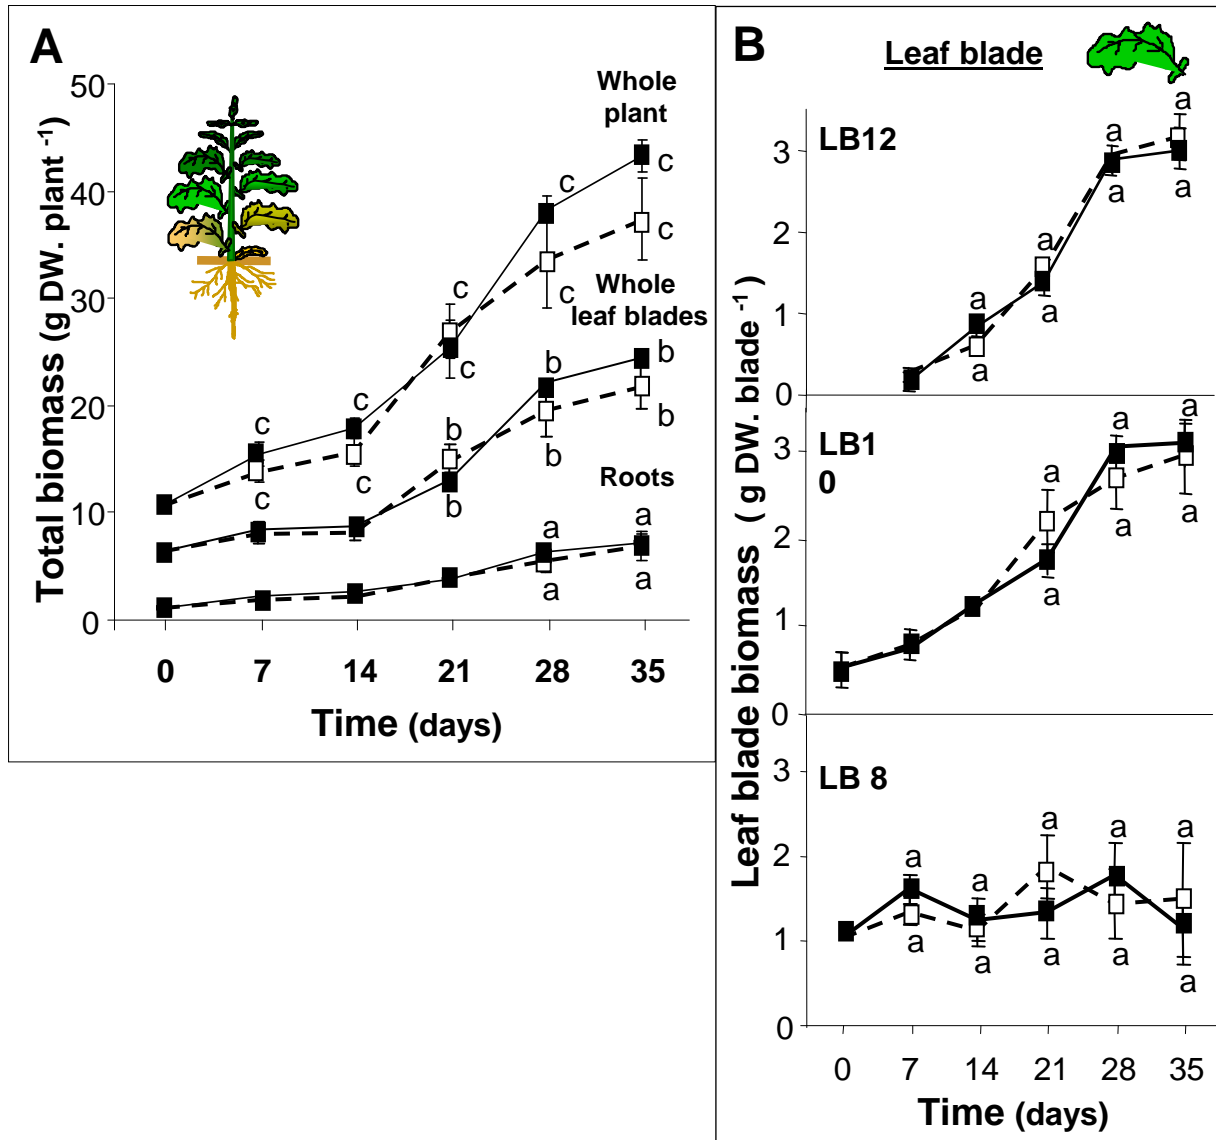 A
Total biomass (g DW. plant -1)
50
40
30
20
10
0
Whole
plant
c
c
c
c
c
c
c
c
c
c
Whole
leaf blades
b
b
b
b
b
b
Roots
a
a
a
a
0 7 14 21 28 35
Time (days)
B
Leaf blade
Leaf blade biomass ( g DW. blade -1)
LB12
3
2
1
0
a
a
a
a
a
a
a
a
LB1
0
3
2
1
0
a
a
a
a
a
a
LB 8
3
2
1
0
a
a
a
a
a
a
a
a
a
a
0 7 14 21 28 35
Time (days)